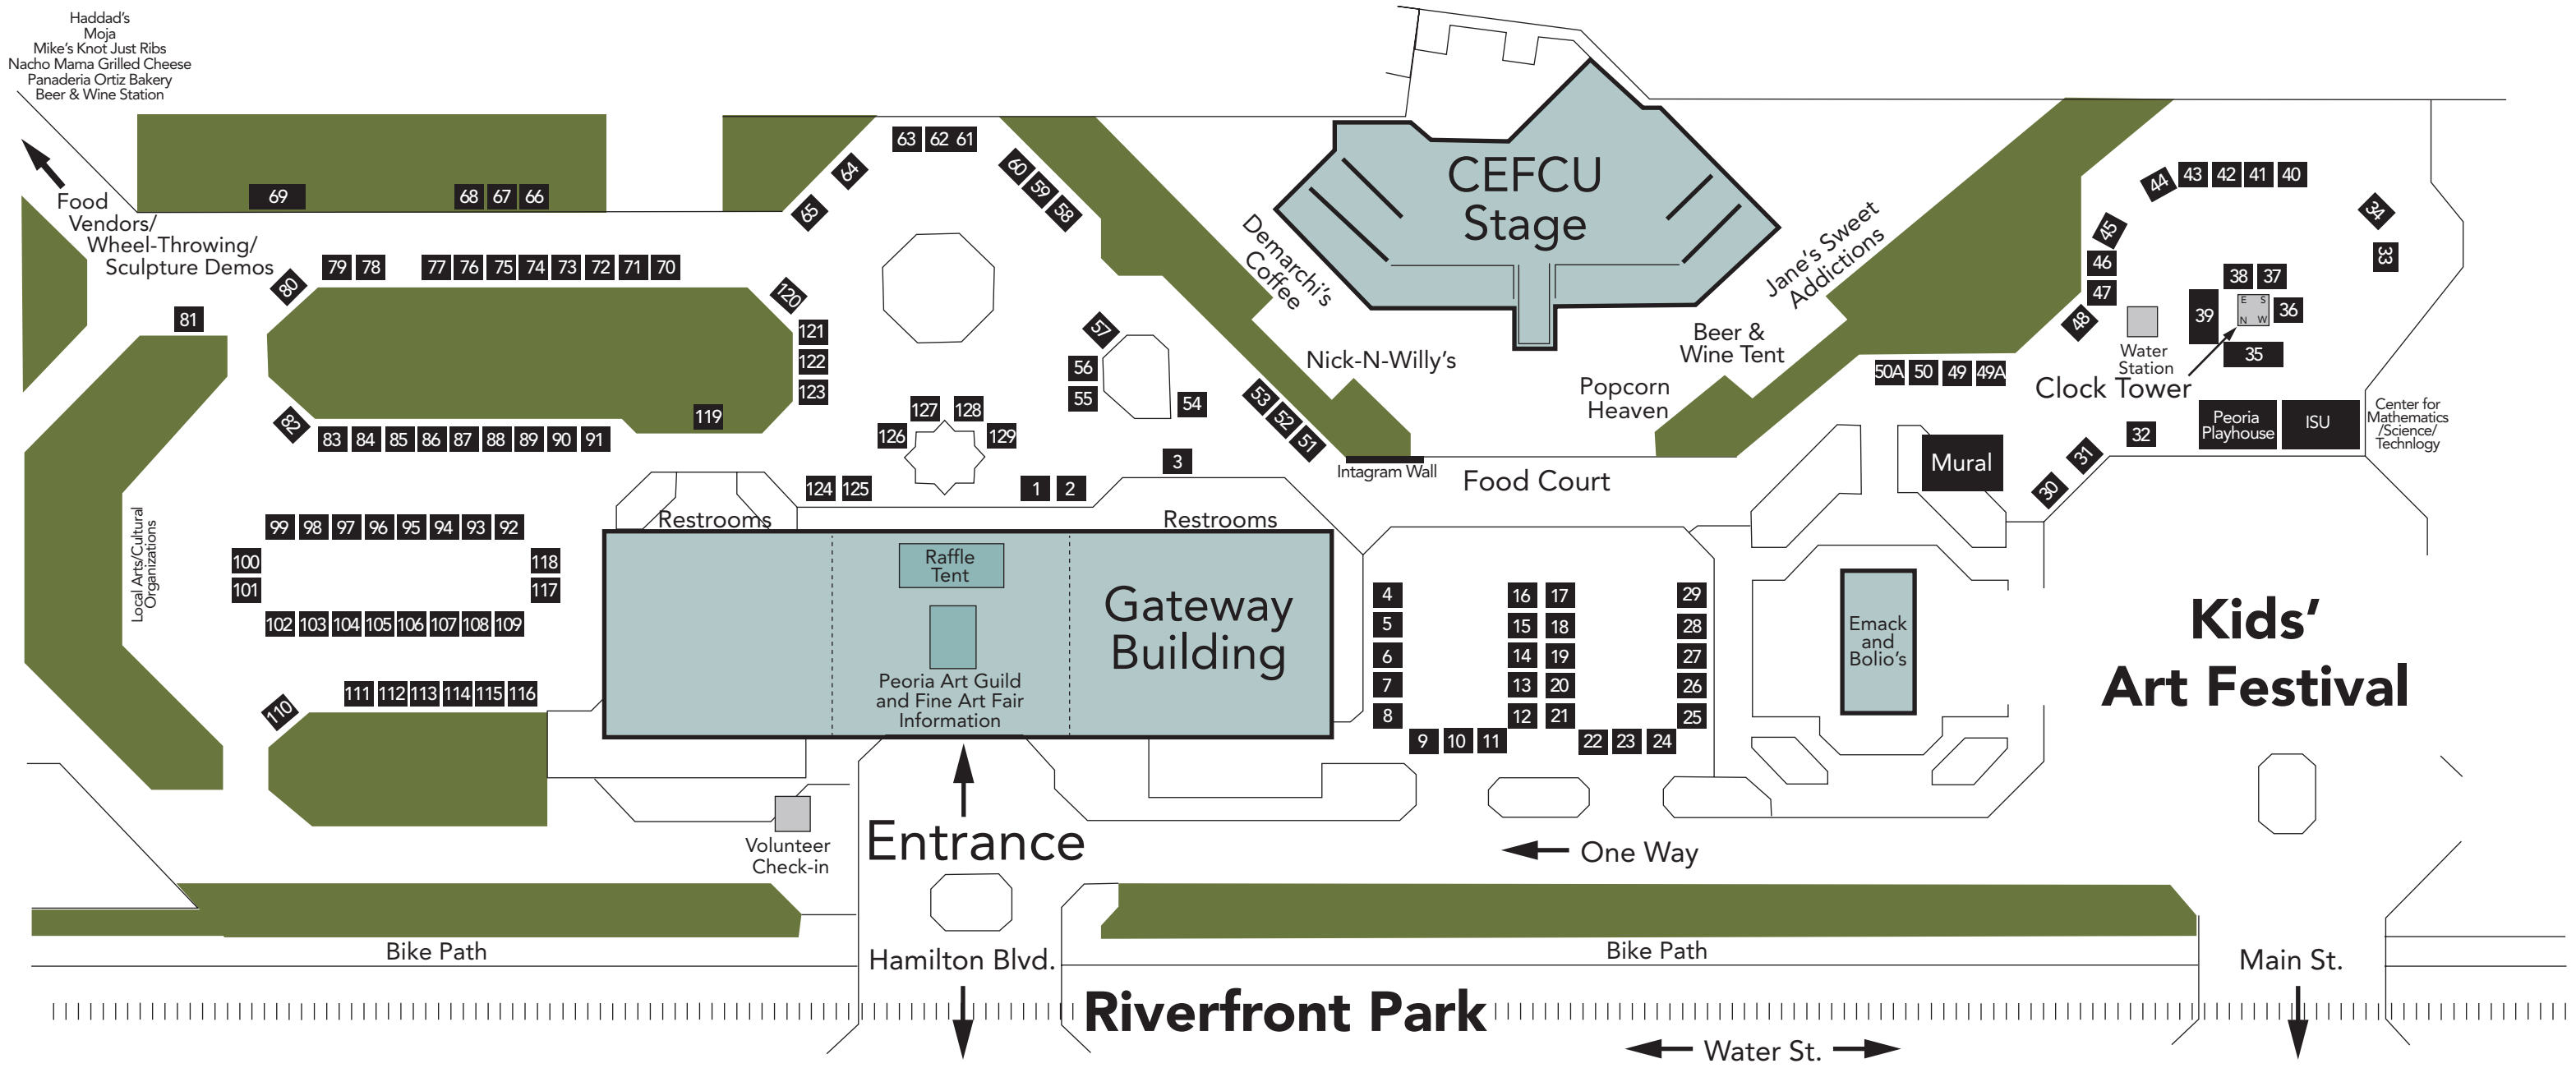 Haddad's
Moja
Mike's Knot Just Ribs
Nacho Mama Grilled Cheese
Panaderia Ortiz Bakery
Beer & Wine Station
Food
Vendors/
Wheel-Throwing/
Sculpture Demos
69
68 67 66
63 62 61
64
65
60
59
58
79 78 77 76 75 74 73 72 71 70
80
81
82
120
121
122
123
119
83 84 85 86 87 88 89 90 91
57
56
55
54
53
52
51
127 128
126 129
124 125
1 2
3
CEFCU
Stage
Demarchi's
Coffee
Nick-N-Willy's
Jane's Sweet
Addictions
Beer &
Wine Tent
Popcorn
Heaven
Intagram Wall
Food Court
44 43 42 41 40
45
46
47
48
34
33
38 37
39
E S
N W
36
35
Water
Station
Clock Tower
50A 50 49 49A
32
31
30
Peoria
Playhouse
ISU
Center for
Mathematics
/Science/
Technlogy
Mural
Local Arts/Cultural
Organizations
99 98 97 96 95 94 93 92
100 118
101 117
102 103 104 105 106 107 108 109
110
111 112 113 114 115 116
Restrooms
Restrooms
Raffle
Tent
Gateway
Building
Peoria Art Guild
and Fine Art Fair
Information
4 16 17 29
5 15 18 28
6 14 19 27
7 13 20 26
8 12 21 25
9 10 11 22 23 24
Emack
and
Bolio's
Kids'
Art Festival
Volunteer
Check-in
Entrance
One Way
Bike Path
Hamilton Blvd.
Bike Path
Main St.
Riverfront Park
Water St.